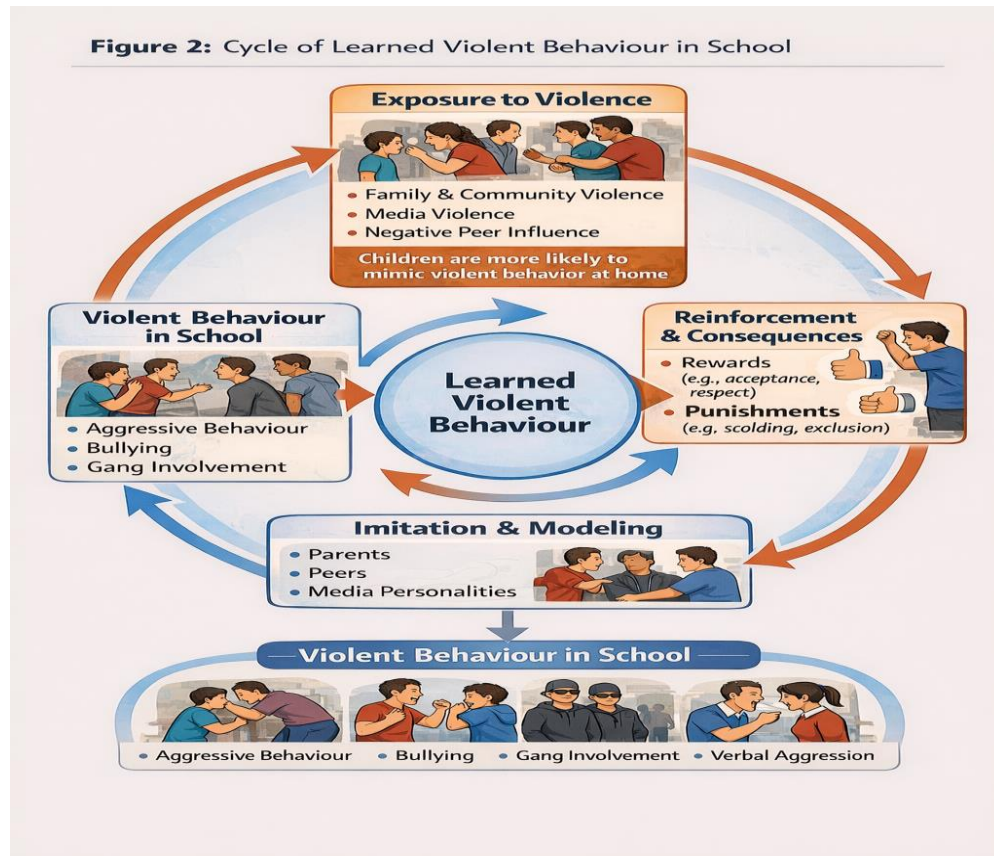 Figure 2: Cycle of Learned Violent Behaviour in School
Exposure to Violence
• Family & Community Violence
• Media Violence
• Negative Peer Influence
Children are more likely to
mimic violent behavior at home
Violent Behaviour
in School
• Aggressive Behaviour
• Bullying
• Gang Involvement
Learned
Violent
Behaviour
Reinforcement
& Consequences
• Rewards
(e.g., acceptance,
respect)
• Punishments
(e.g, scolding, exclusion)
Imitation & Modeling
• Parents
• Peers
• Media Personalities
Violent Behaviour in School
• Aggressive Behaviour • Bullying • Gang Involvement • Verbal Aggression